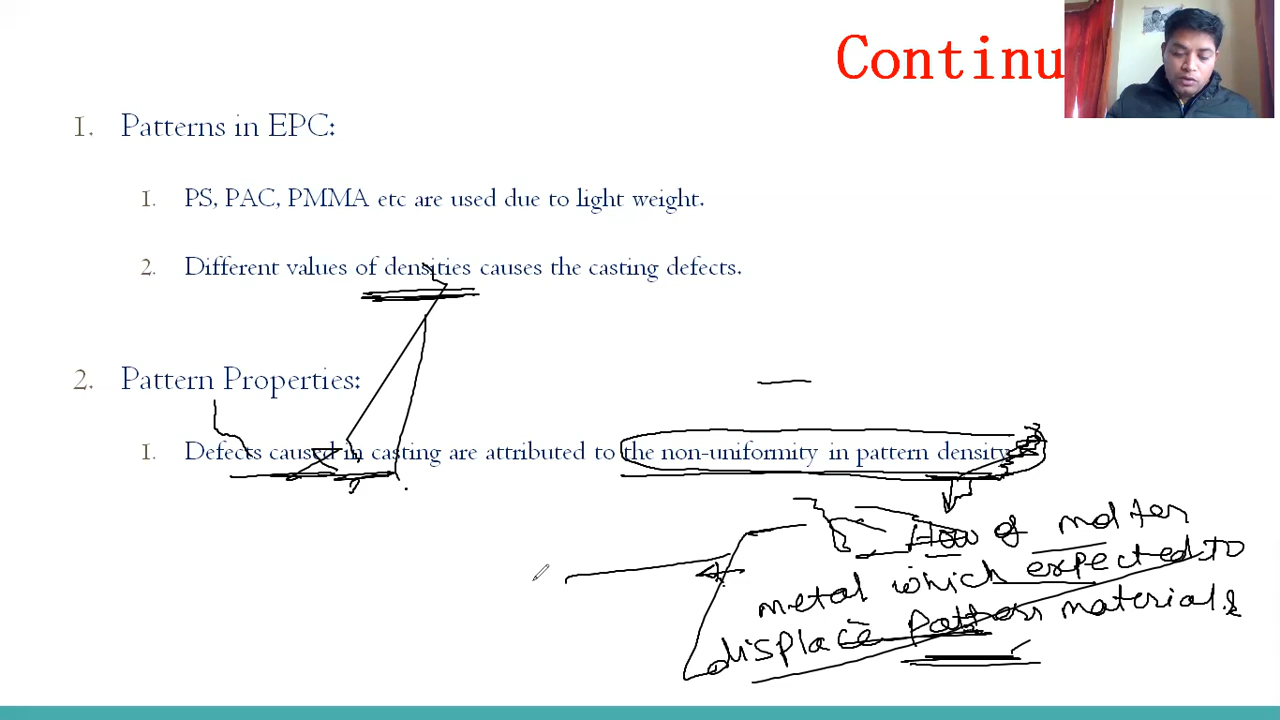 Continu
1. Patterns in EPC:
1. PS, PAC, PMMA etc are used due to light weight.
2. Different values of densities causes the casting defects.
2. Pattern Properties:
1. Defects caused in casting are attributed to the non-uniformity in pattern density
flow of molten
metal which expected to
displace pattern material &